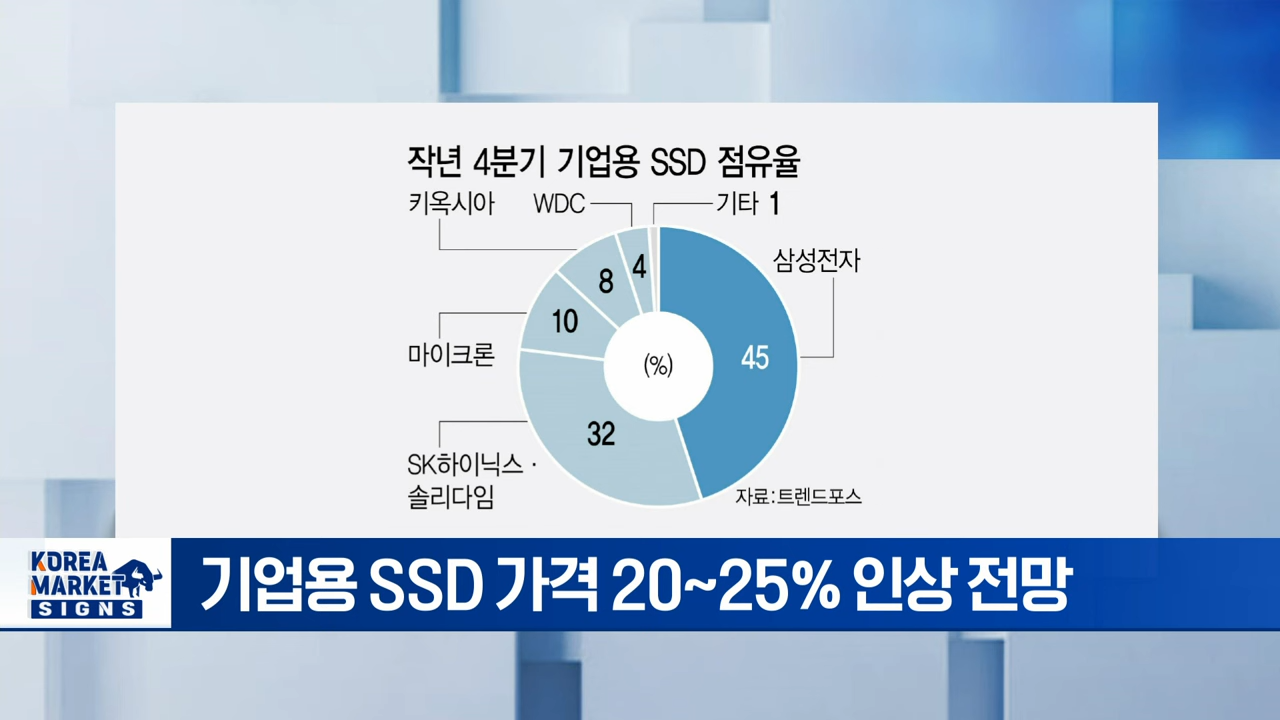 작년 4분기 기업용 SSD 점유율
키옥시아
WDC
기타 1
삼성전자
8
4
10
마이크론
(%)
45
32
SK하이닉스·
솔리다임
자료:트렌드포스
KOREA
MARKET
SIGNS
기업용 SSD 가격 20~25% 인상 전망